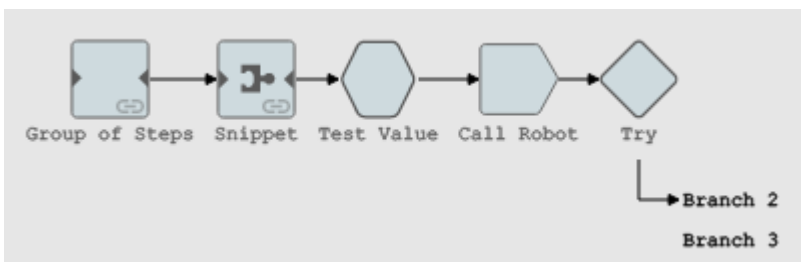 Group of Steps Snippet Test Value Call Robot Try
Branch 2
Branch 3